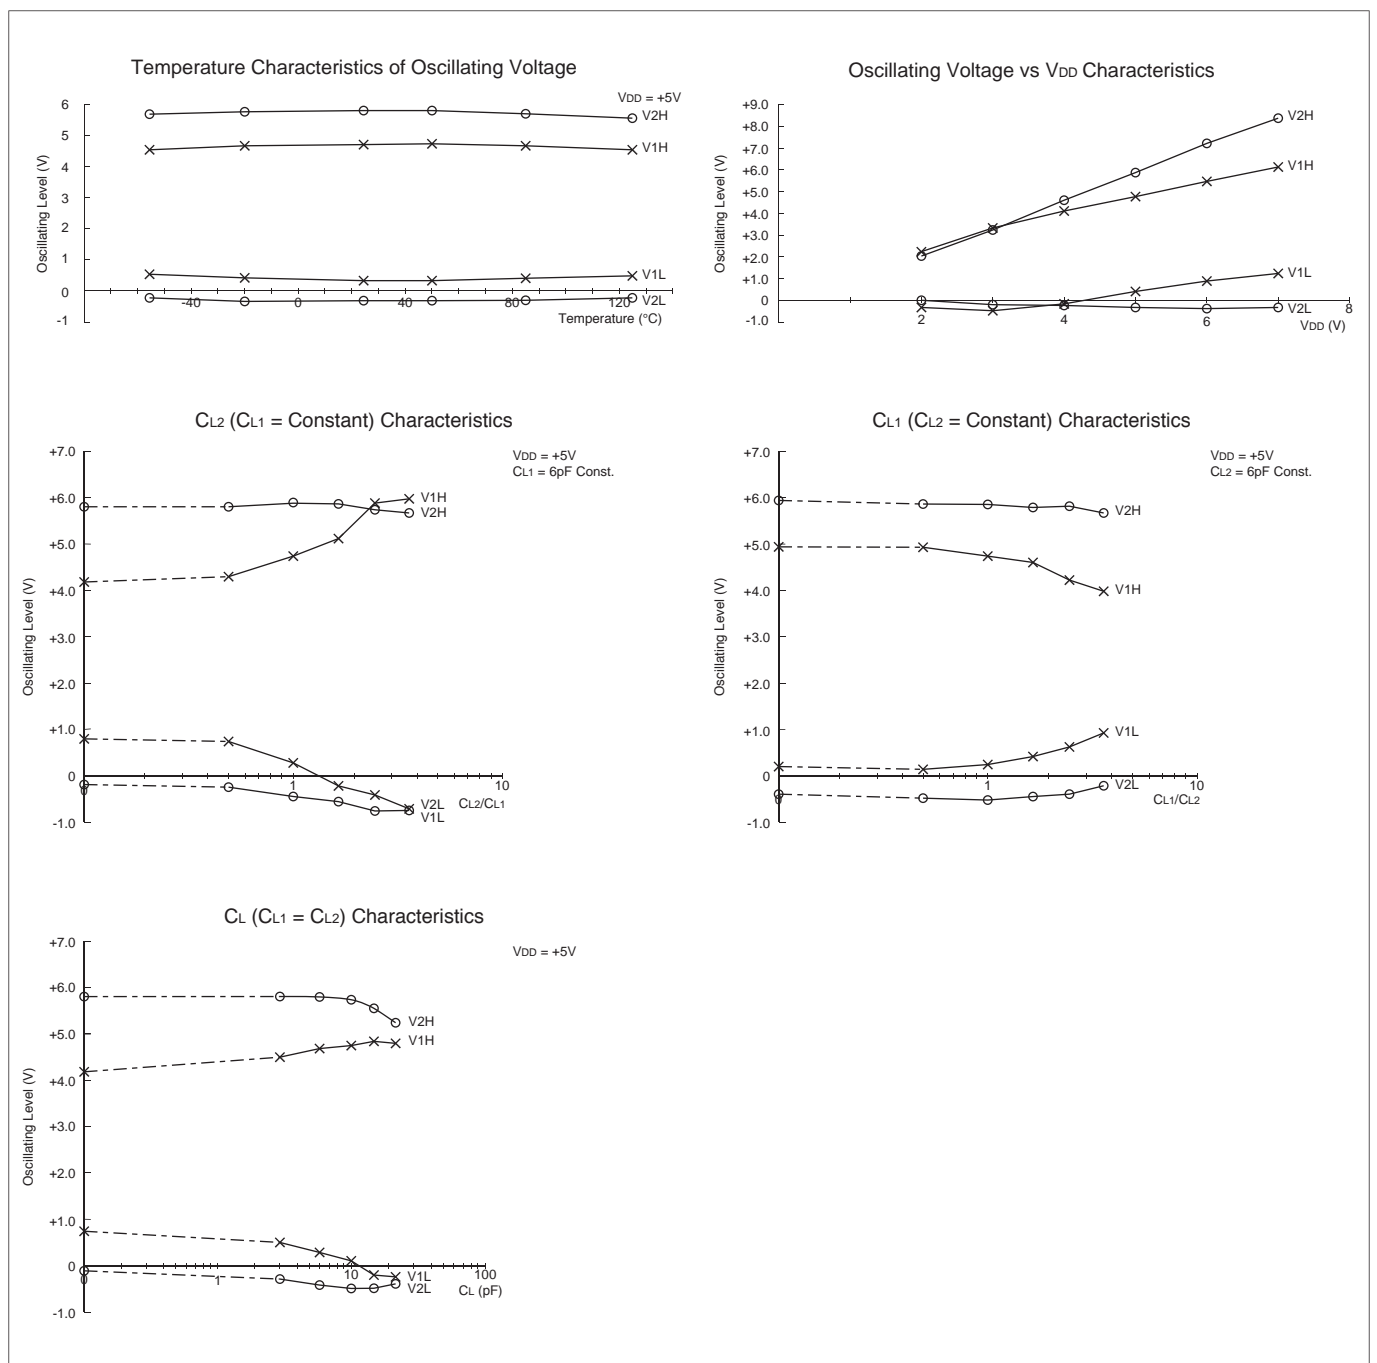 Temperature Characteristics of Oscillating Voltage
VDD = +5V
Oscillating Level (V)
6
5
4
3
2
1
0
-1
V2H
V1H
V1L
V2L
-40
0
40
80
120
Temperature (°C)
Oscillating Voltage vs VDD Characteristics
Oscillating Level (V)
+9.0
+8.0
+7.0
+6.0
+5.0
+4.0
+3.0
+2.0
+1.0
0
-1.0
V2H
V1H
V1L
V2L
2
4
6
8
VDD (V)
CL2 (CL1 = Constant) Characteristics
VDD = +5V
CL1 = 6pF Const.
Oscillating Level (V)
+7.0
+6.0
+5.0
+4.0
+3.0
+2.0
+1.0
0
-1.0
V1H
V2H
V2L
V1L
0
1
10
CL2/CL1
CL1 (CL2 = Constant) Characteristics
VDD = +5V
CL2 = 6pF Const.
Oscillating Level (V)
+7.0
+6.0
+5.0
+4.0
+3.0
+2.0
+1.0
0
-1.0
V2H
V1H
V1L
V2L
0
1
10
CL1/CL2
CL (CL1 = CL2) Characteristics
VDD = +5V
Oscillating Level (V)
+7.0
+6.0
+5.0
+4.0
+3.0
+2.0
+1.0
0
-1.0
V2H
V1H
V1L
V2L
0
1
10
100
CL (pF)